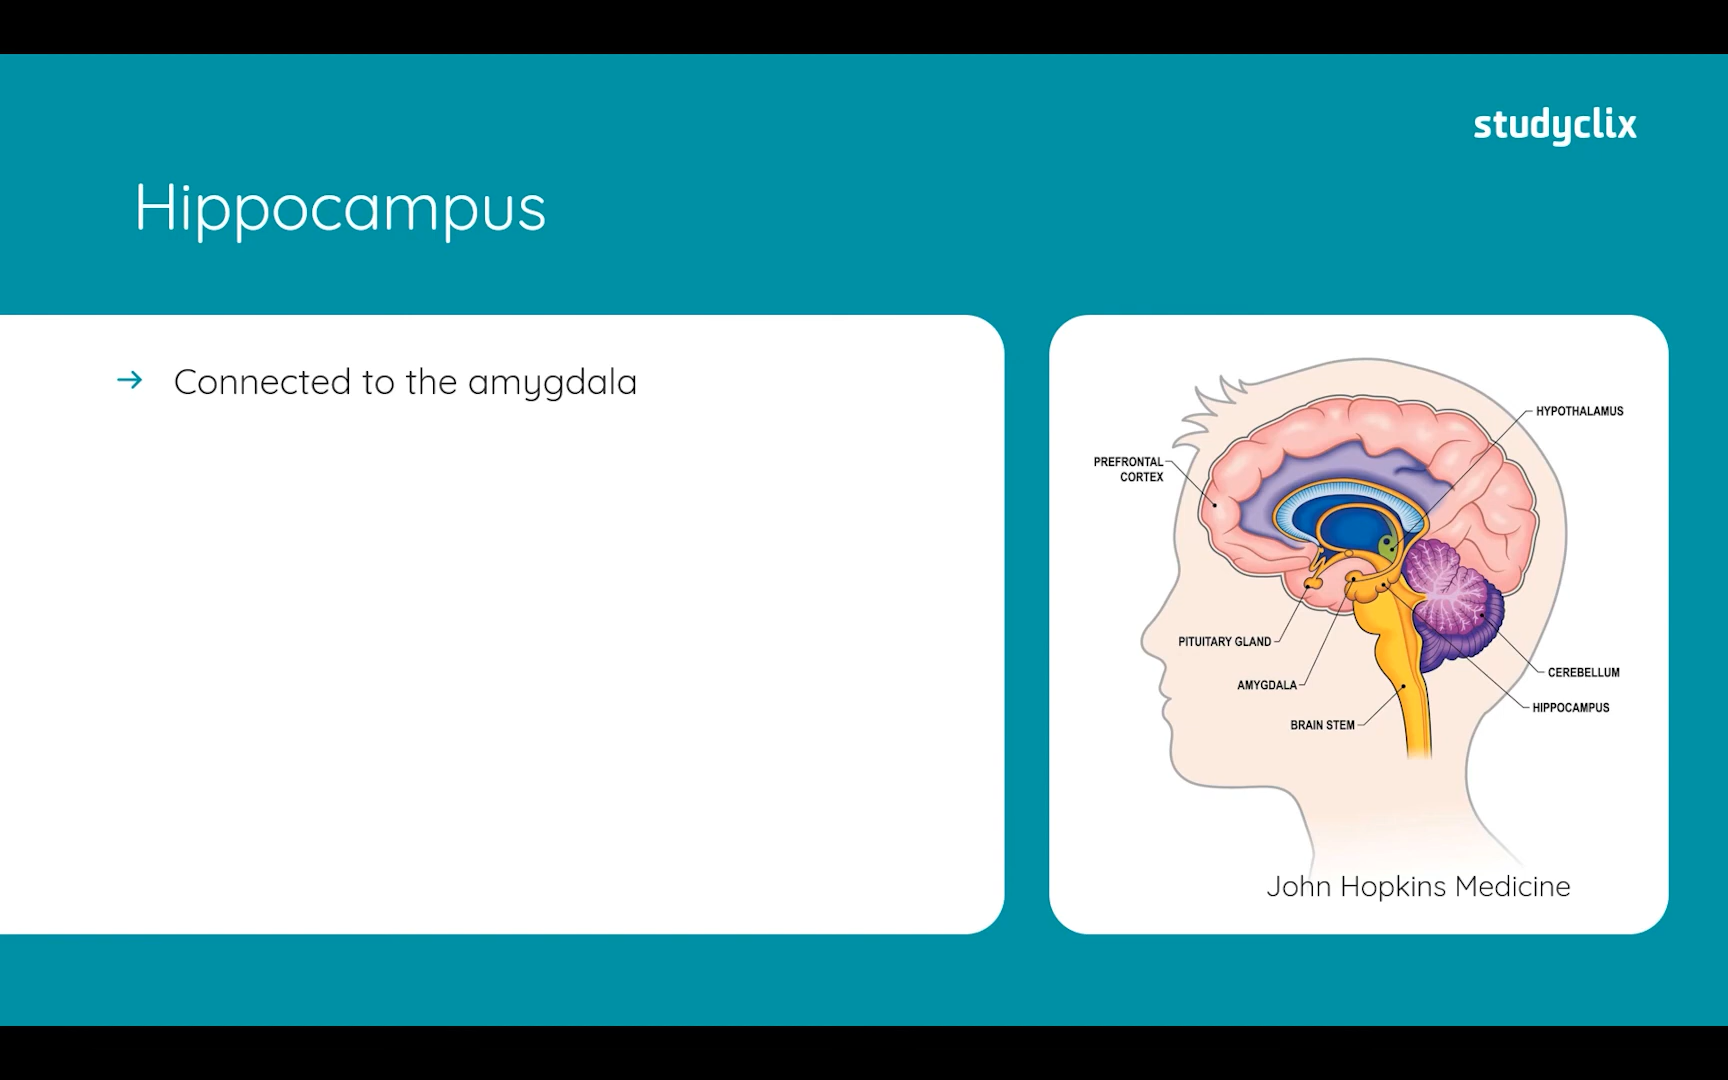 studyclix
Hippocampus
→ Connected to the amygdala
HYPOTHALAMUS
PREFRONTAL
CORTEX
PITUITARY GLAND
AMYGDALA
BRAIN STEM
CEREBELLUM
HIPPOCAMPUS
John Hopkins Medicine